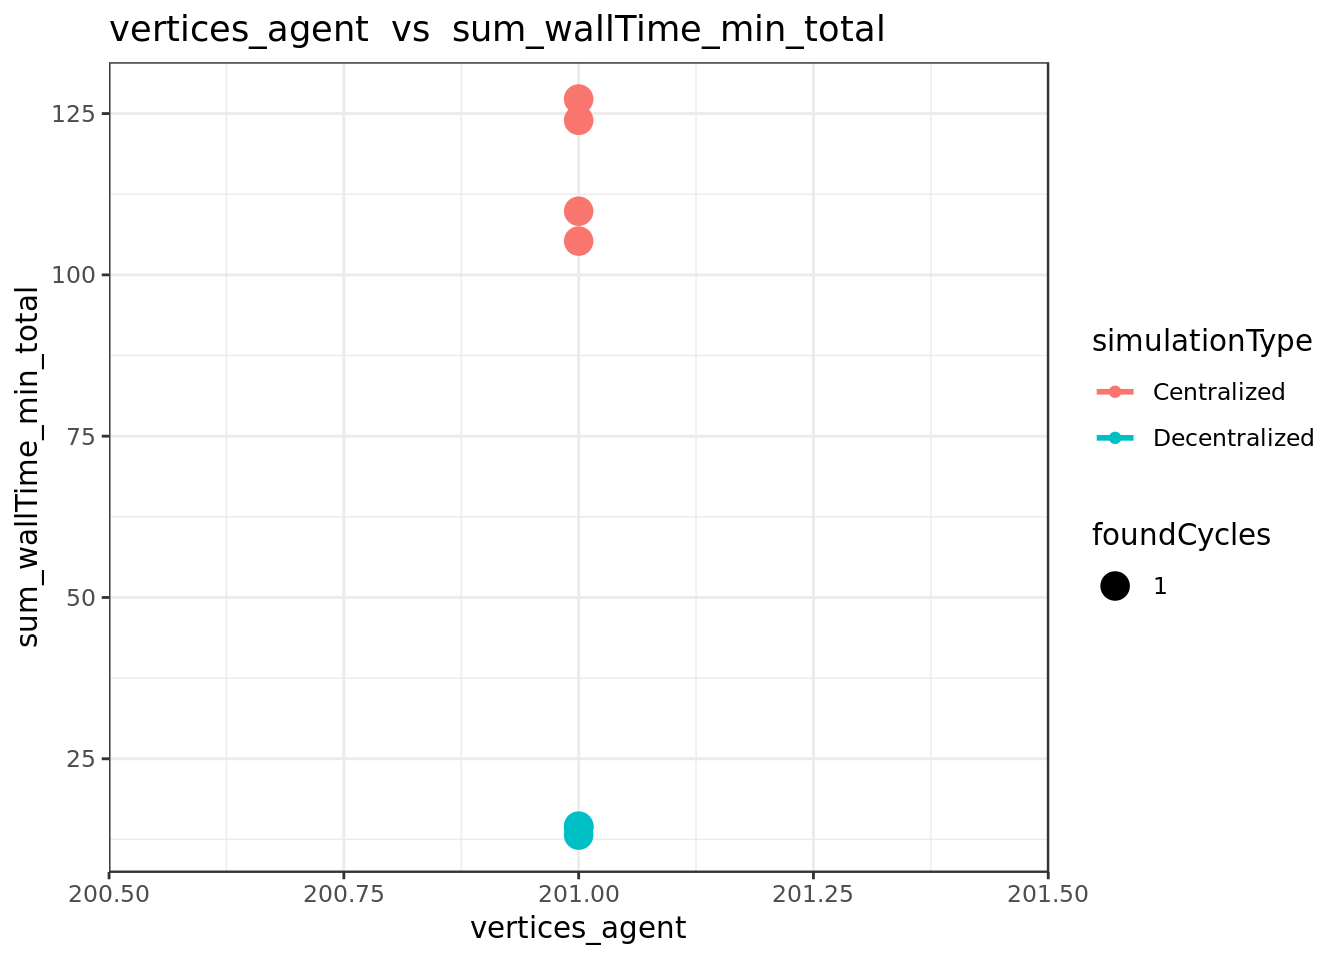 vertices_agent  vs  sum_wallTime_min_total
sum_wallTime_min_total
125
100
75
50
25
200.50
200.75
201.00
201.25
201.50
vertices_agent
simulationType
Centralized
Decentralized
foundCycles
1